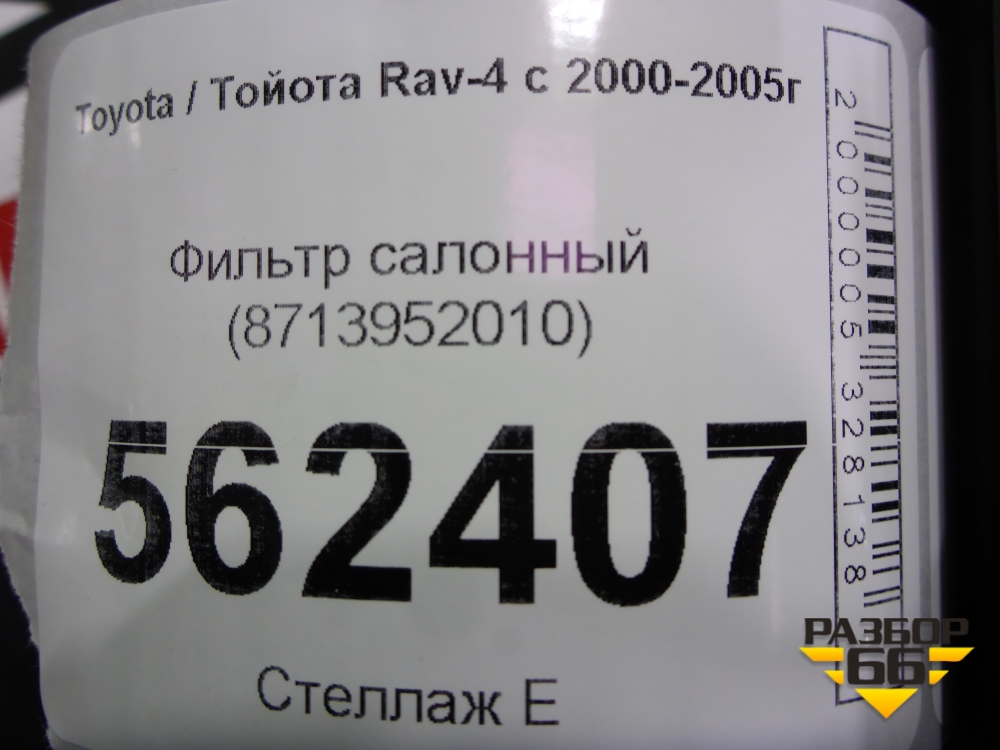 Toyota / Тойота Rav-4 с 2000-2005г
Фильтр салонный
(8713952010)
562407
Стеллаж Е
2000005328138
РАЗБОР
66